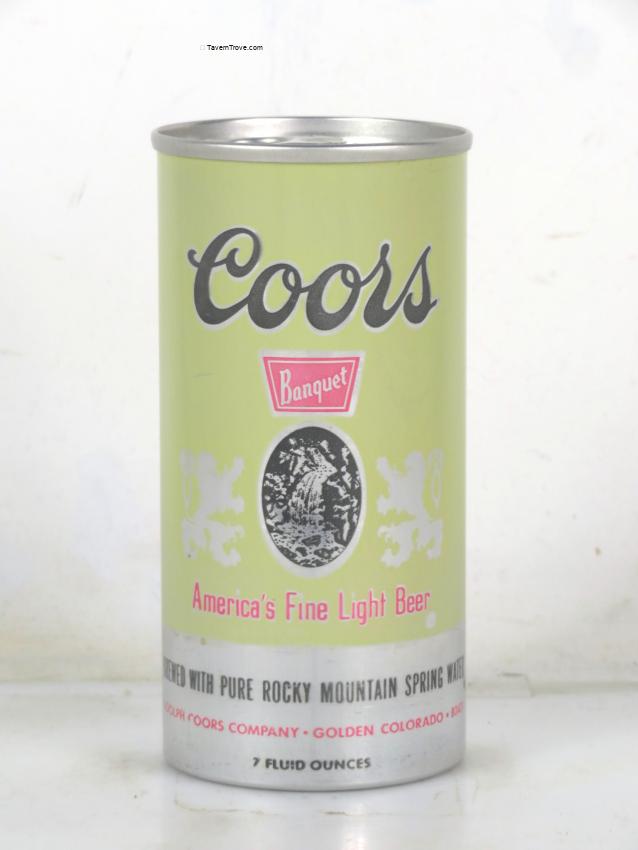 TavernTrove.com
Coors
Banquet
America's Fine Light Beer
WITH PURE ROCKY MOUNTAIN SPRING WATER
COORS COMPANY • GOLDEN COLORADO •
7 FLUID OUNCES